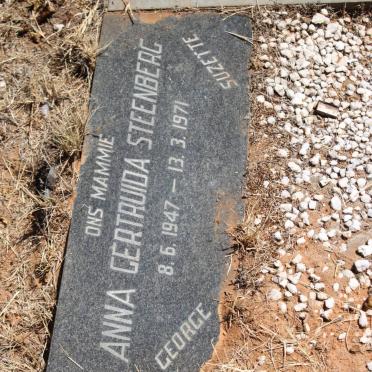 ONS MAMMIE
ANNA GERTRUIDA STEENBERG
8.6.1947 — 13.3.1971
GEORGE
SUZETTE